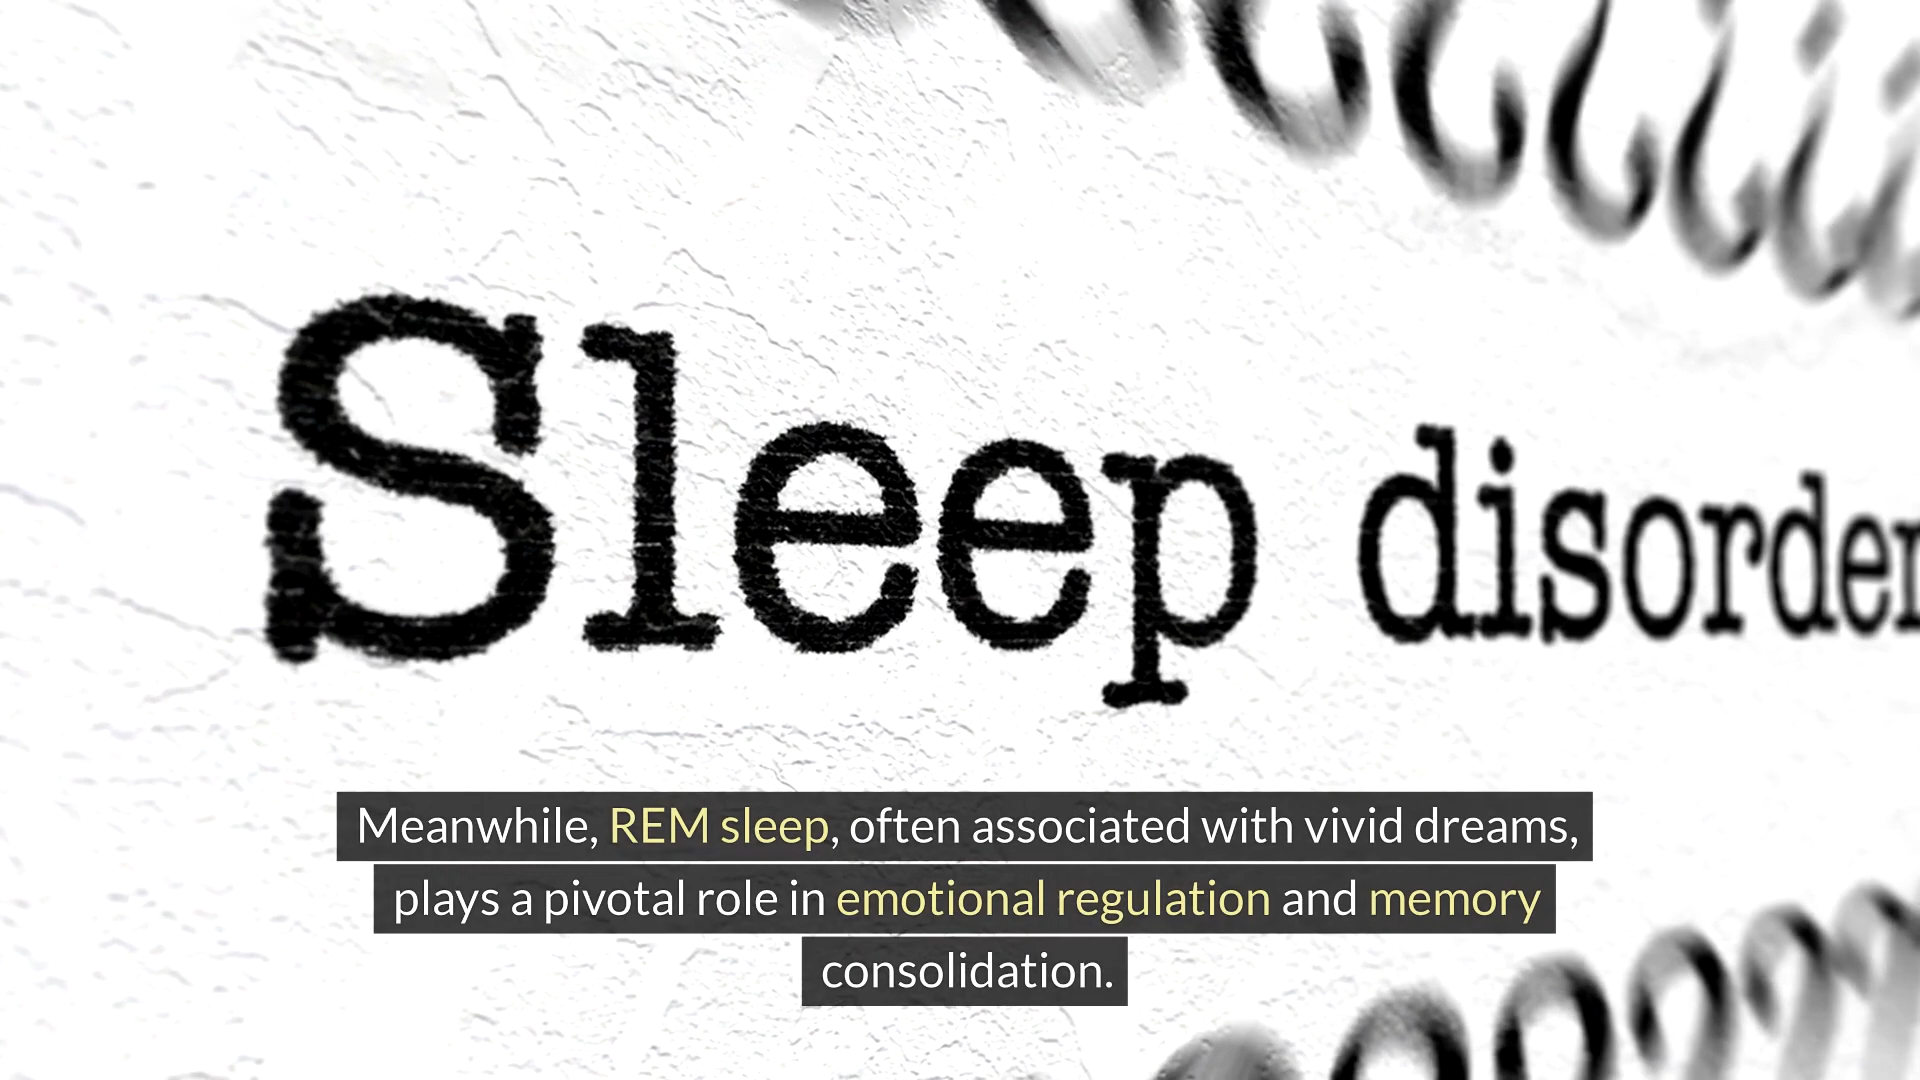 Sleep disorder
Meanwhile, REM sleep, often associated with vivid dreams,
plays a pivotal role in emotional regulation and memory
consolidation.